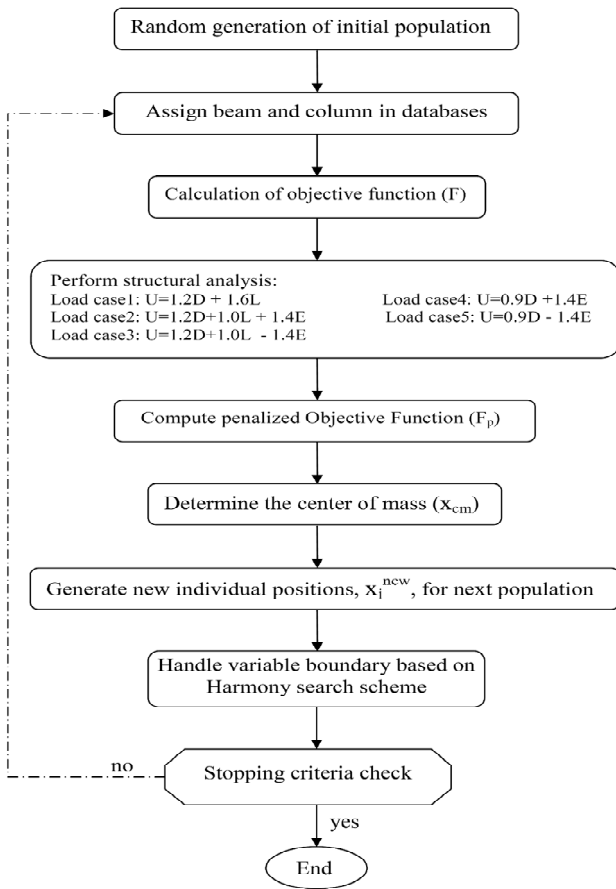 Random generation of initial population
Assign beam and column in databases
Calculation of objective function (F)
Perform structural analysis:
Load case1: U=1.2D + 1.6L
Load case4: U=0.9D +1.4E
Load case2: U=1.2D+1.0L + 1.4E
Load case5: U=0.9D - 1.4E
Load case3: U=1.2D+1.0L - 1.4E
Compute penalized Objective Function (Fp)
Determine the center of mass (xcm)
Generate new individual positions, xi^new, for next population
Handle variable boundary based on
Harmony search scheme
no
Stopping criteria check
yes
End